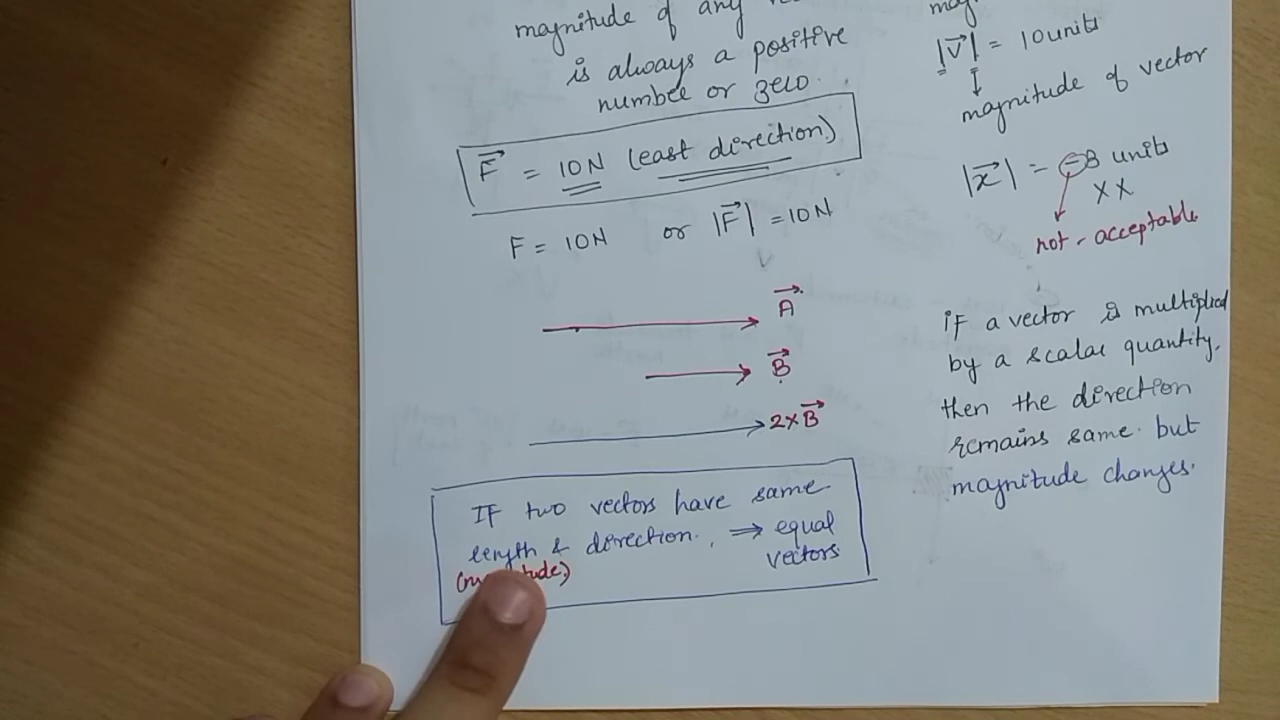 magnitude of any
is always a positive
number or zero.
F = 10N (east direction)
F = 10N or |F| = 10N
A
B
2×B
IF two vectors have same
length & direction. ⇒ equal
vectors
|V| = 10 units
magnitude of vector
|x| = -8 units
XX
not - acceptable
if a vector is multiplied
by a scalar quantity,
then the direction
remains same but
magnitude changes.